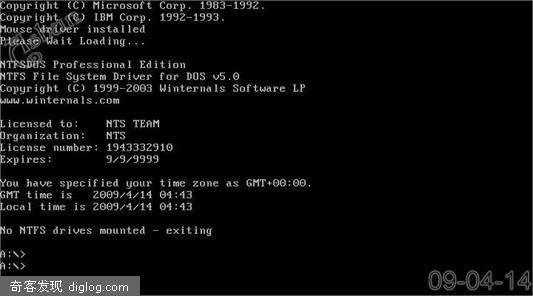 Copyright (C) Microsoft Corp. 1983-1992.
Copyright (C) IBM Corp. 1992-1993.
Mouse driver installed
Please Wait Loading...
NTFSDOS Professional Edition
NTFS File System Driver for DOS v5.0
Copyright (C) 1999-2003 Winternals Software LP
www.winternals.com
Licensed to: NTS TEAM
Organization: NTS
License number: 1943332910
Expires: 9/9/9999
You have specified your time zone as GMT+00:00.
GMT time is 2009/4/14 04:43
Local time is 2009/4/14 04:43
No NTFS drives mounted - exiting
A:\>
A:\>
奇客发现 diglog.com
09-04-14